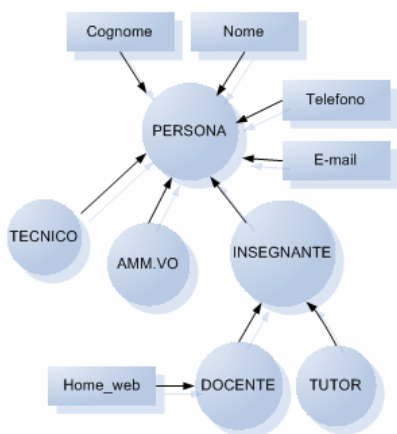 Cognome
Nome
Telefono
PERSONA
E-mail
TECNICO
AMM.VO
INSEGNANTE
Home_web
DOCENTE
TUTOR